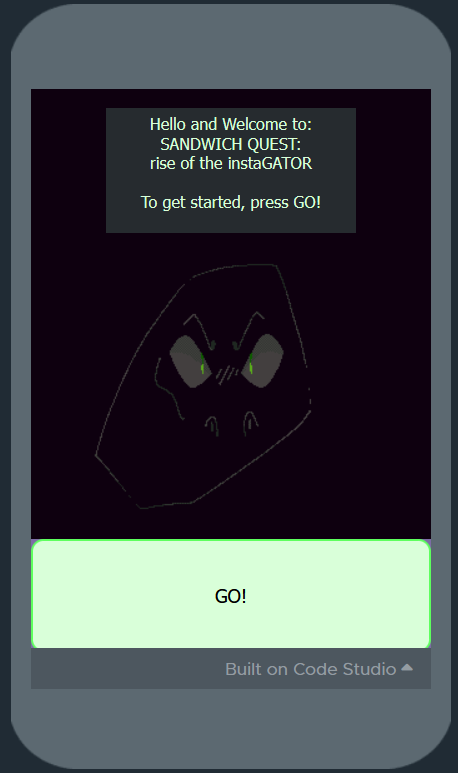 Hello and Welcome to:
SANDWICH QUEST:
rise of the instaGATOR
To get started, press GO!
GO!
Built on Code Studio